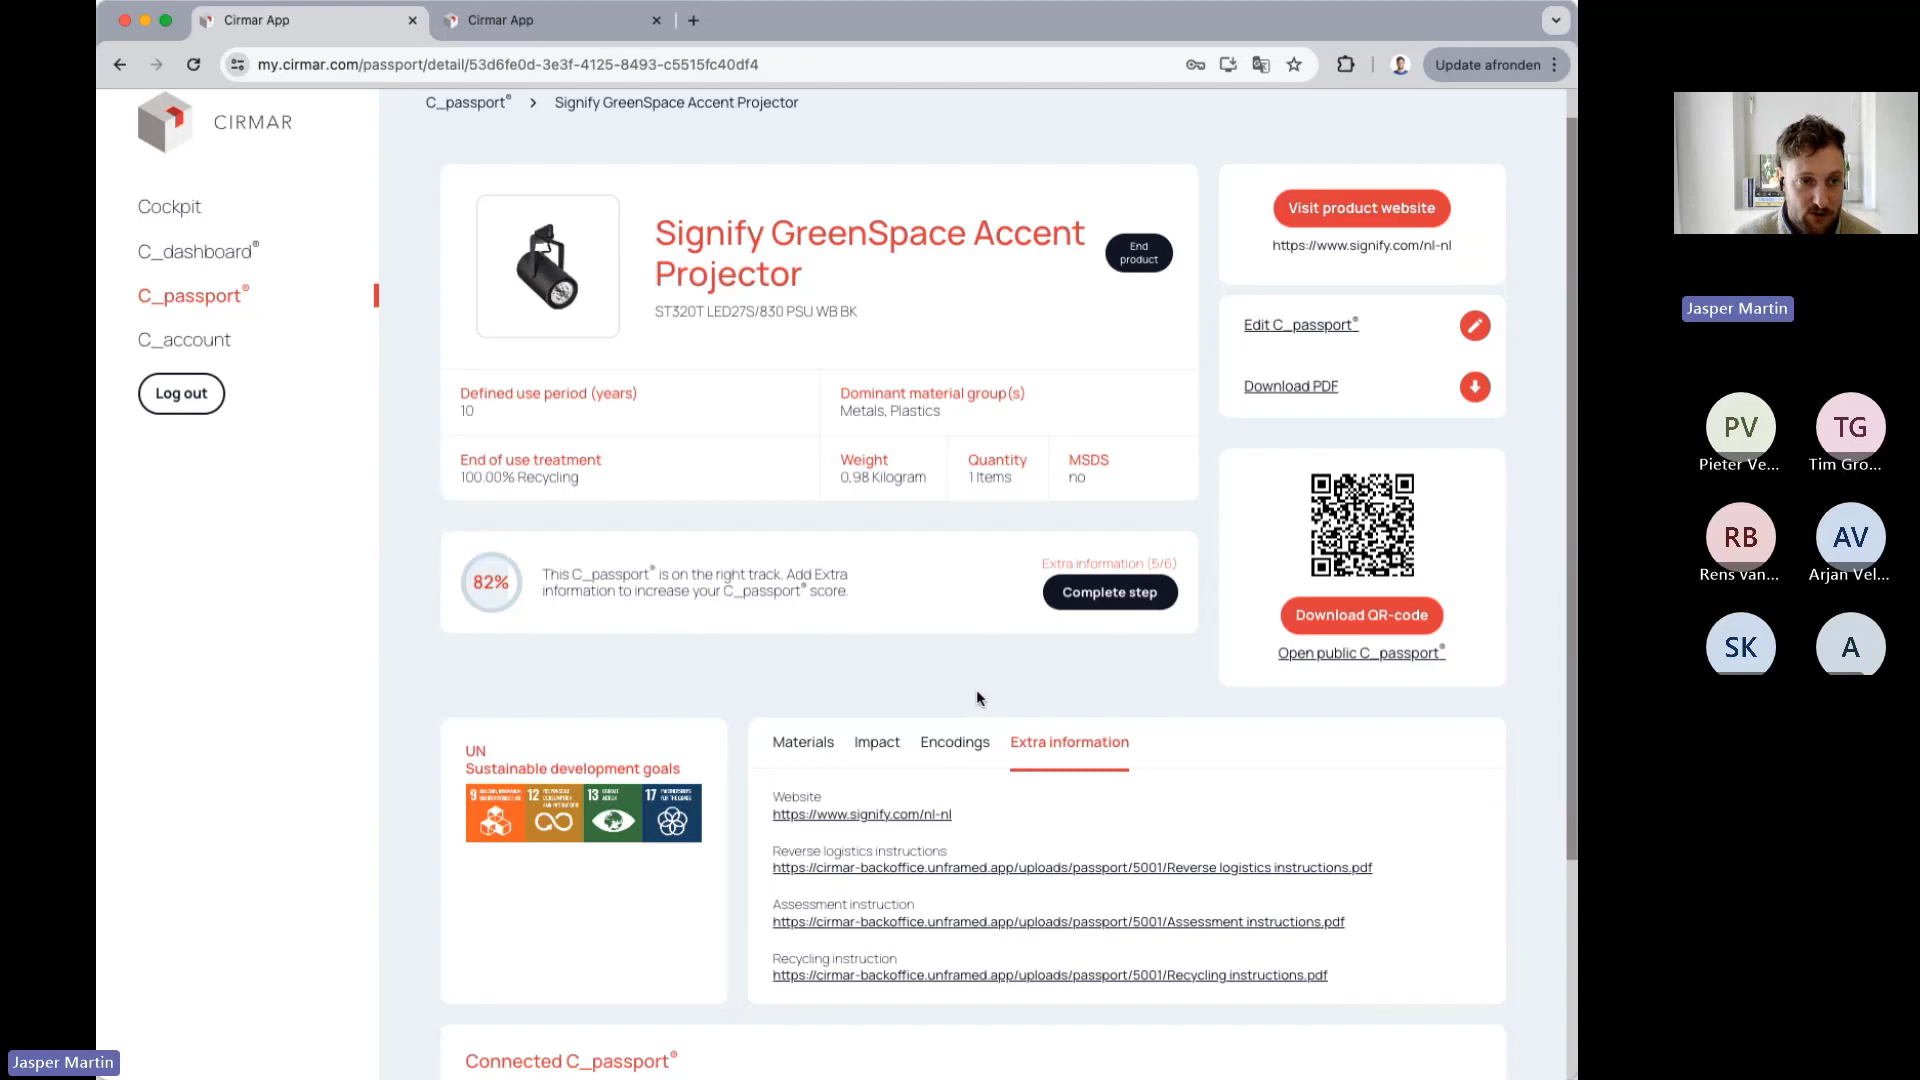 Cirmar App
Cirmar App
my.cirmar.com/passport/detail/53d6fe0d-3e3f-4125-8493-c5515fc40df4
Update afronden
CIRMAR
Cockpit
C_dashboard®
C_passport®
C_account
Log out
C_passport® > Signify GreenSpace Accent Projector
Signify GreenSpace Accent
Projector
ST320T LED27S/830 PSU WB BK
End
product
Defined use period (years)
10
Dominant material group(s)
Metals, Plastics
End of use treatment
100.00% Recycling
Weight
0,98 Kilogram
Quantity
1 Items
MSDS
no
82%
This C_passport® is on the right track. Add Extra
information to increase your C_passport® score.
Extra information (5/6)
Complete step
Visit product website
https://www.signify.com/nl-nl
Edit C_passport®
Download PDF
Download QR-code
Open public C_passport®
UN
Sustainable development goals
9
12
13
17
Materials Impact Encodings Extra information
Website
https://www.signify.com/nl-nl
Reverse logistics instructions
https://cirmar-backoffice.unframed.app/uploads/passport/5001/Reverse logistics instructions.pdf
Assessment instruction
https://cirmar-backoffice.unframed.app/uploads/passport/5001/Assessment instructions.pdf
Recycling instruction
https://cirmar-backoffice.unframed.app/uploads/passport/5001/Recycling instructions.pdf
Connected C_passport®
Jasper Martin
Jasper Martin
PV
Pieter Ve...
TG
Tim Gro...
RB
Rens van...
AV
Arjan Vel...
SK
A